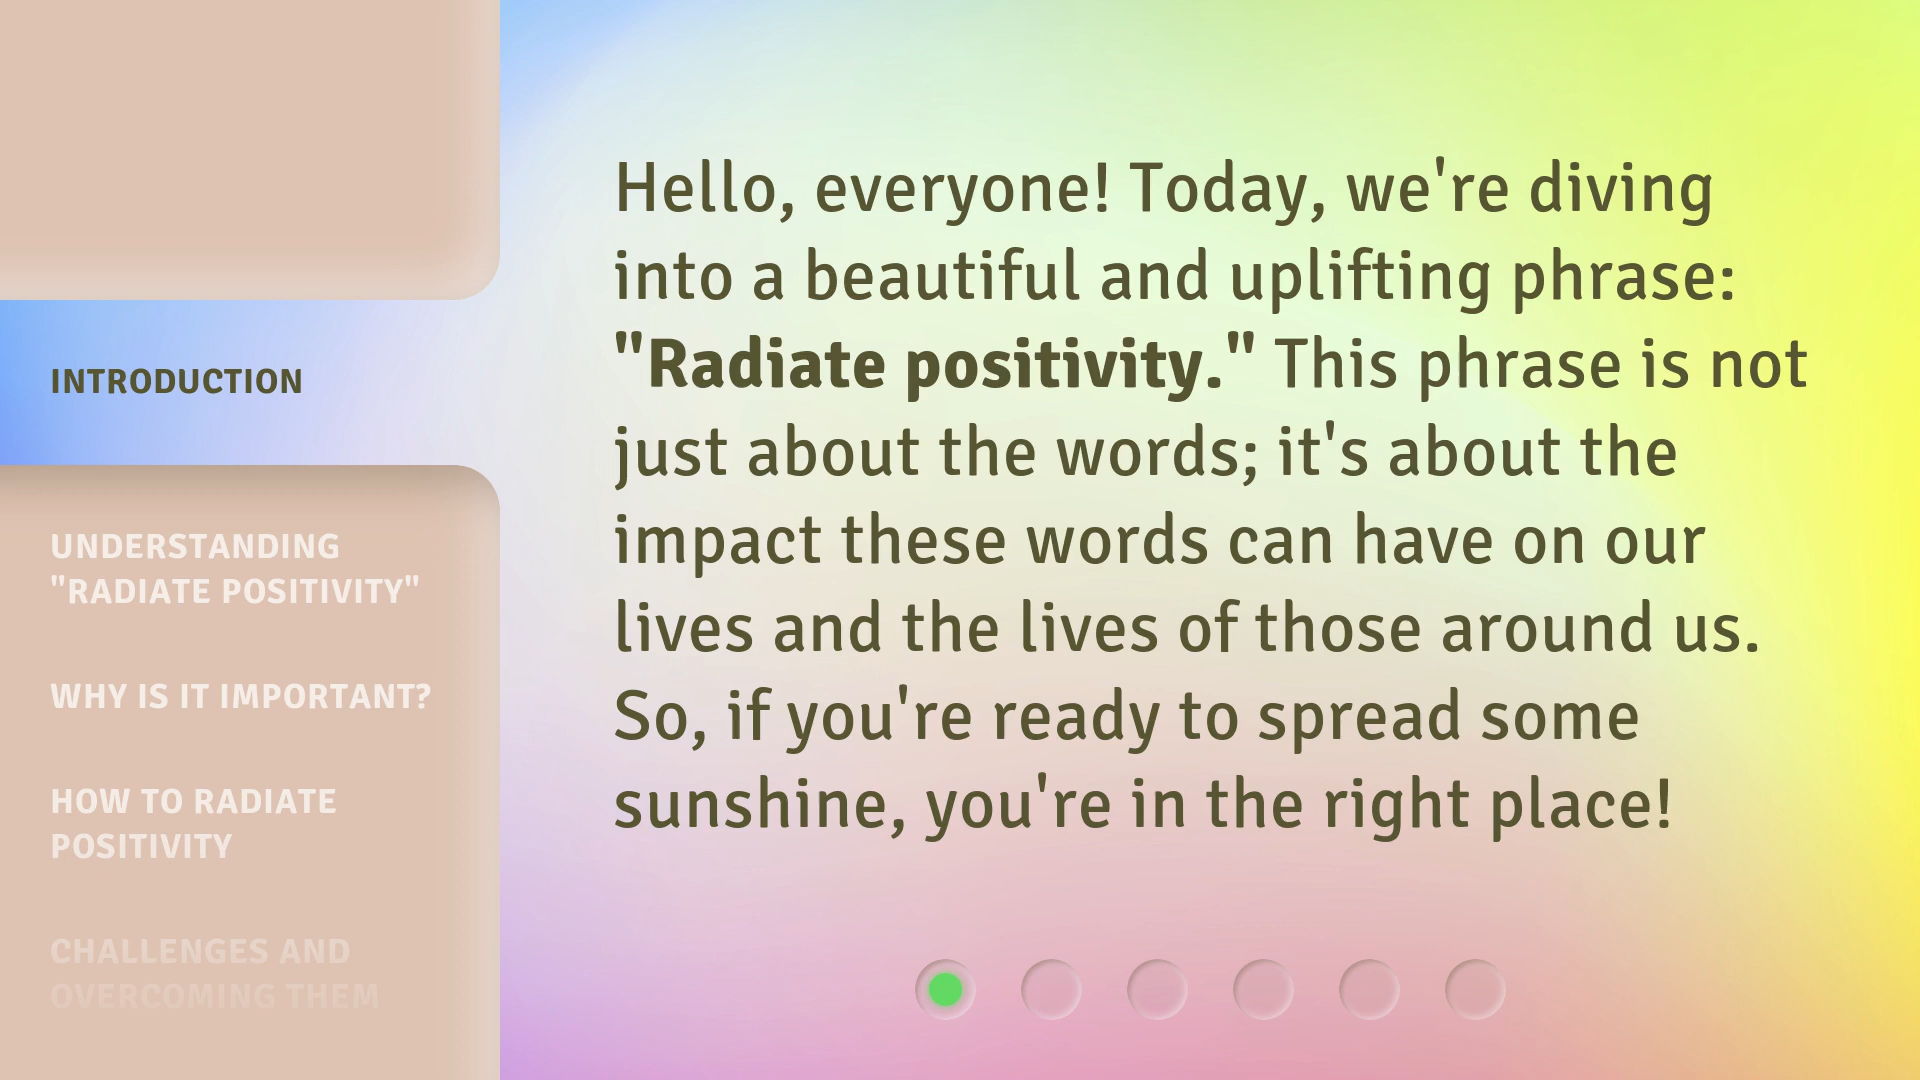 INTRODUCTION
UNDERSTANDING
"RADIATE POSITIVITY"
WHY IS IT IMPORTANT?
HOW TO RADIATE
POSITIVITY
CHALLENGES AND
OVERCOMING THEM
Hello, everyone! Today, we're diving
into a beautiful and uplifting phrase:
"Radiate positivity." This phrase is not
just about the words; it's about the
impact these words can have on our
lives and the lives of those around us.
So, if you're ready to spread some
sunshine, you're in the right place!